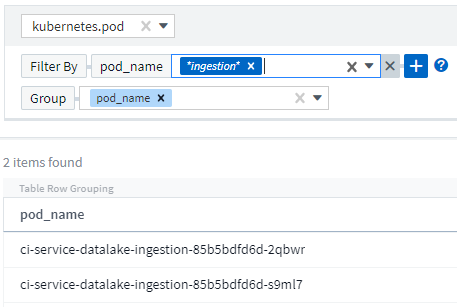 kubernetes.pod
Filter By pod_name *ingestion*
Group pod_name
2 items found
Table Row Grouping
pod_name
ci-service-datalake-ingestion-85b5bdfd6d-2qbwr
ci-service-datalake-ingestion-85b5bdfd6d-s9ml7